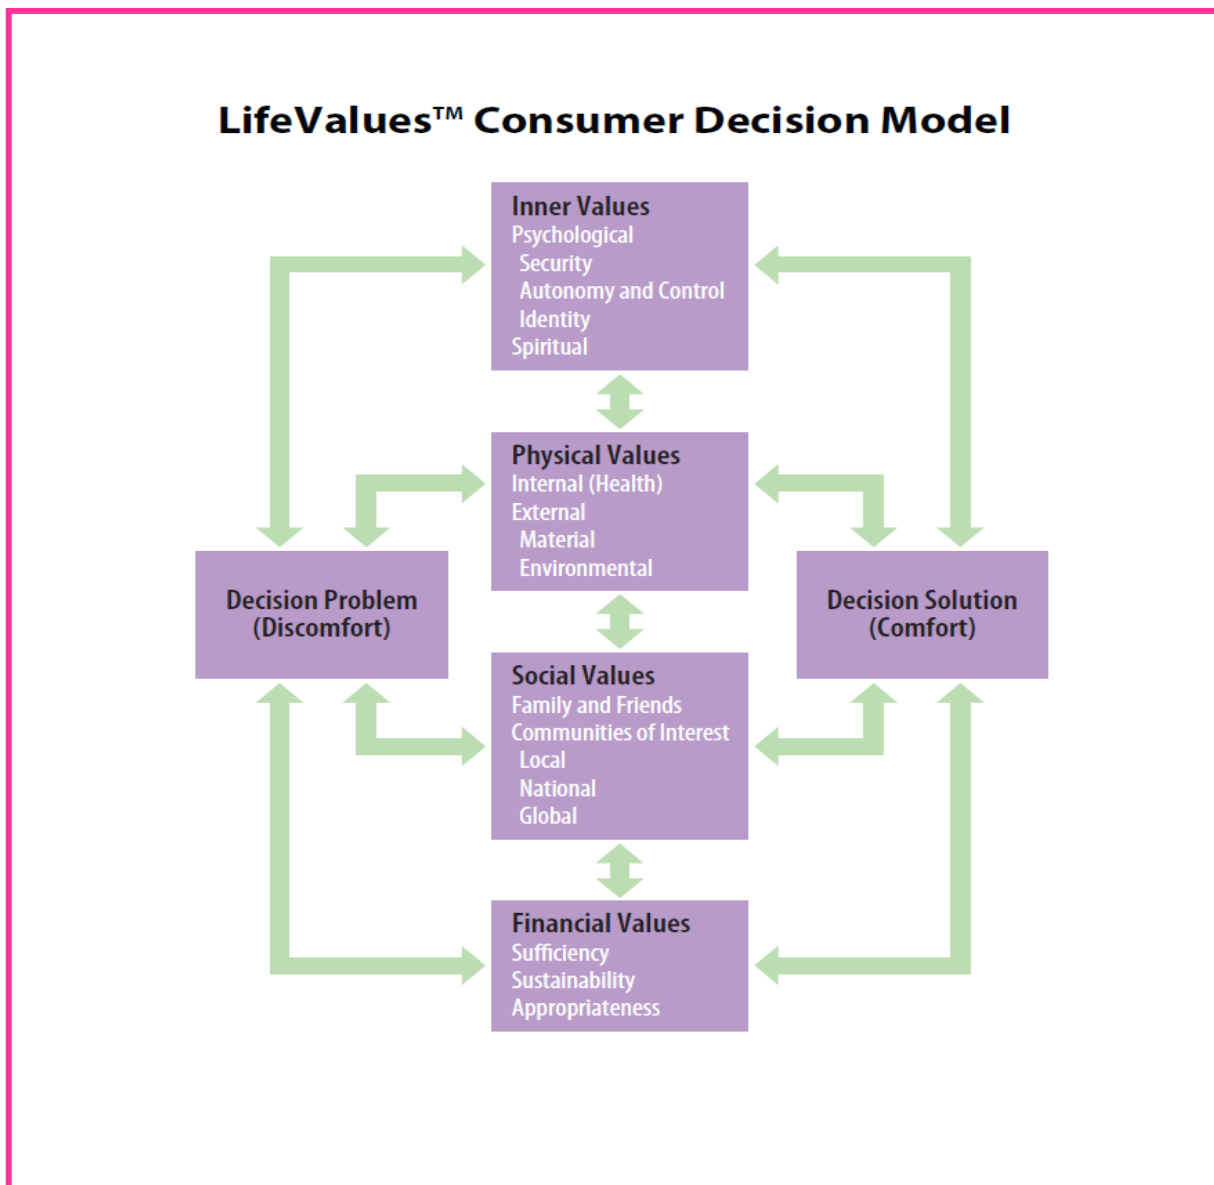 LifeValues™ Consumer Decision Model
Inner Values
Psychological
Security
Autonomy and Control
Identity
Spiritual
Physical Values
Internal (Health)
External
Material
Environmental
Decision Problem
(Discomfort)
Decision Solution
(Comfort)
Social Values
Family and Friends
Communities of Interest
Local
National
Global
Financial Values
Sufficiency
Sustainability
Appropriateness